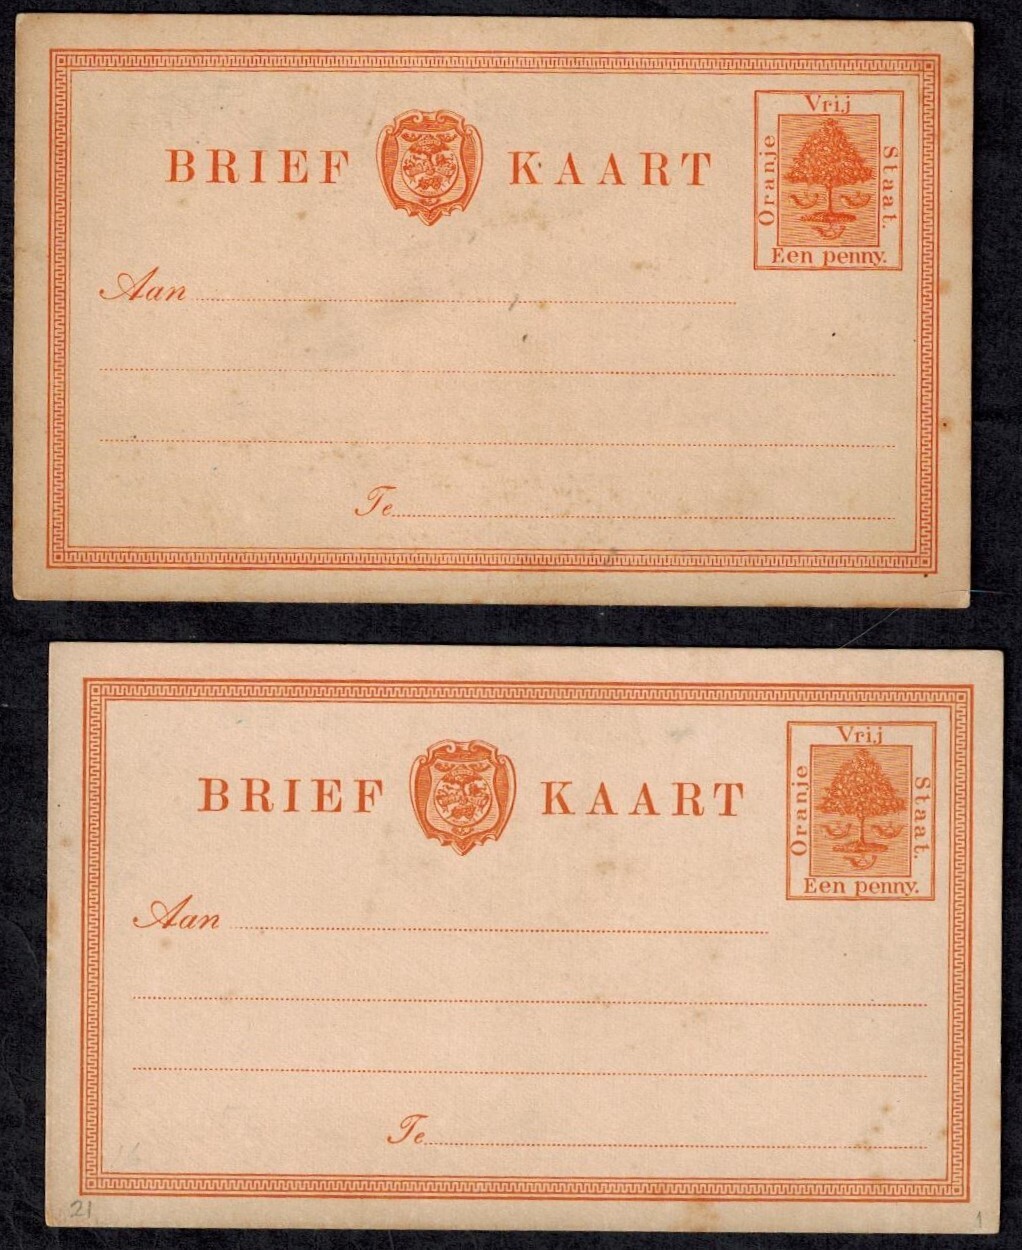 Vrij
BRIEF KAART
Oranje
Staat.
Een penny.
Aan
Te
Vrij
BRIEF KAART
Oranje
Staat.
Een penny.
Aan
Te
21
1